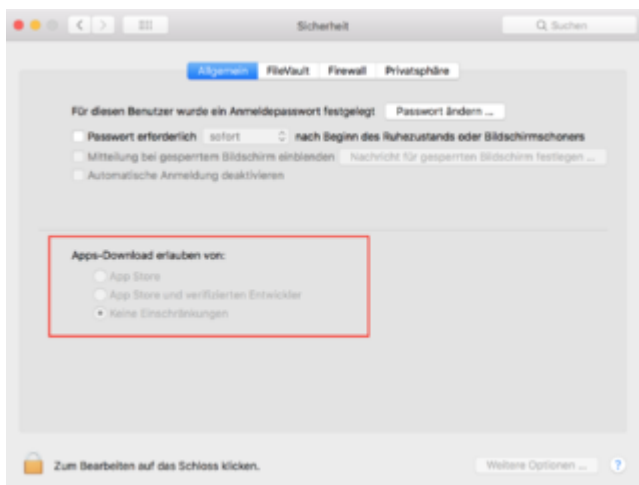 Sicherheit
Suchen
Allgemein FileVault Firewall Privatsphäre
Für diesen Benutzer wurde ein Anmeldepasswort festgelegt Passwort ändern ...
Passwort erforderlich sofort nach Beginn des Ruhezustands oder Bildschirmschoners
Mitteilung bei gesperrtem Bildschirm einblenden Nachricht für gesperrten Bildschirm festlegen ...
Automatische Anmeldung deaktivieren
Apps-Download erlauben von:
App Store
App Store und verifizierten Entwickler
Keine Einschränkungen
Zum Bearbeiten auf das Schloss klicken.
Weitere Optionen ... ?